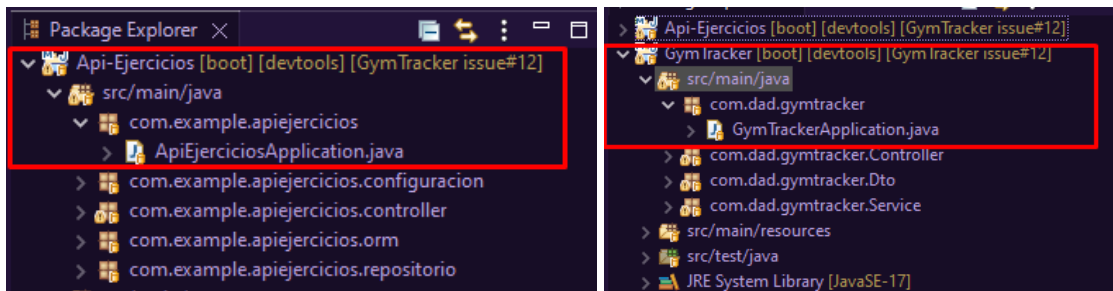 Package Explorer
Api-Ejercicios [boot] [devtools] [GymTracker issue#12]
src/main/java
com.example.apiejercicios
ApiEjerciciosApplication.java
com.example.apiejercicios.configuracion
com.example.apiejercicios.controller
com.example.apiejercicios.orm
com.example.apiejercicios.repositorio
Api-Ejercicios [boot] [devtools] [GymTracker issue#12]
GymTracker [boot] [devtools] [GymTracker issue#12]
src/main/java
com.dad.gymtracker
GymTrackerApplication.java
com.dad.gymtracker.Controller
com.dad.gymtracker.Dto
com.dad.gymtracker.Service
src/main/resources
src/test/java
JRE System Library [JavaSE-17]